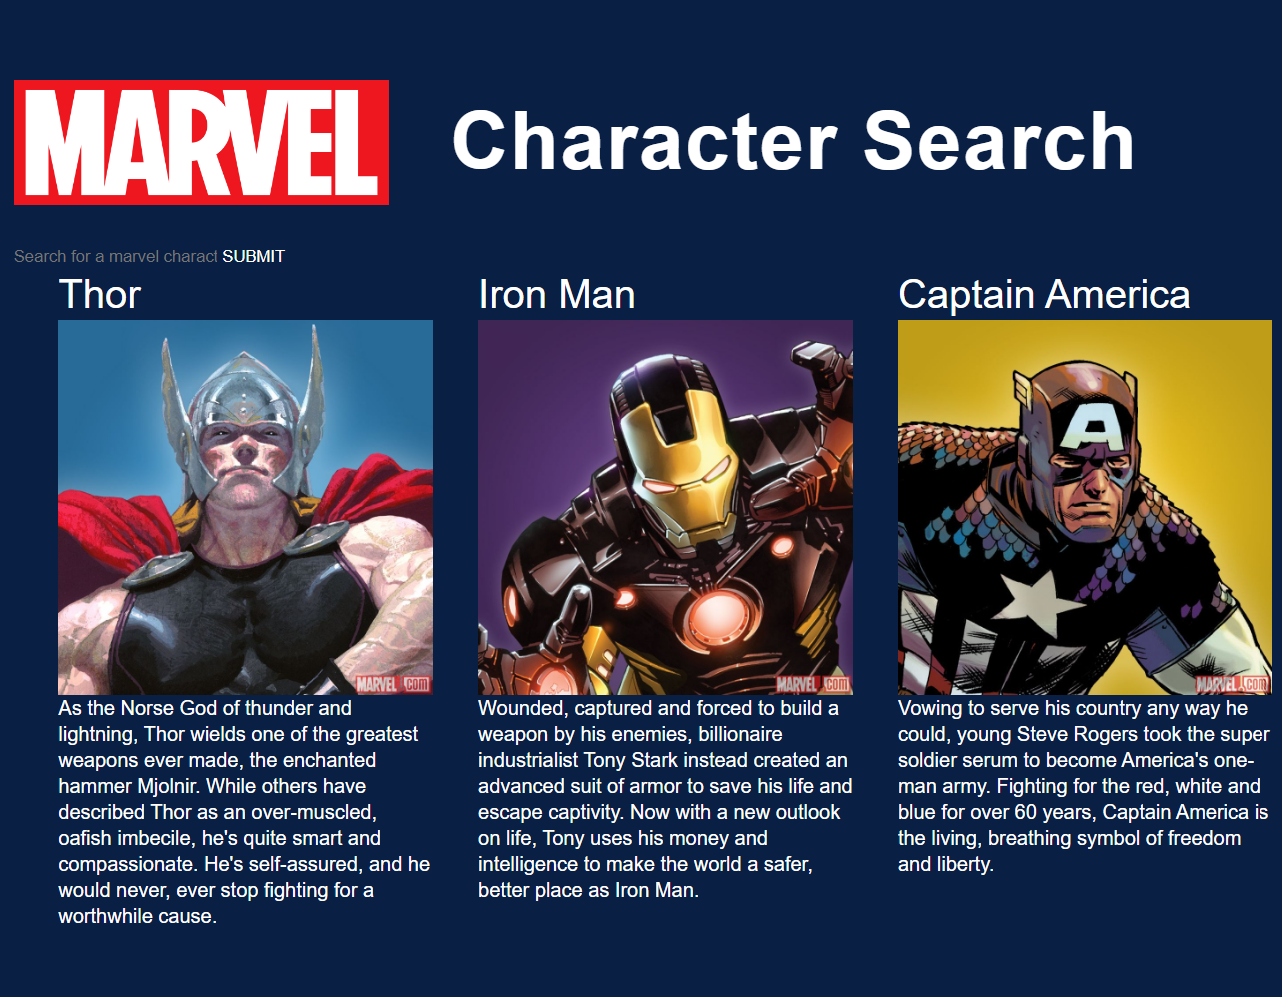 MARVEL
Character Search
Search for a marvel charact SUBMIT
Thor
Iron Man
Captain America
A
MARVEL.COM
MARVEL.COM
MARVEL.COM
As the Norse God of thunder and
lightning, Thor wields one of the greatest
weapons ever made, the enchanted
hammer Mjolnir. While others have
described Thor as an over-muscled,
oafish imbecile, he's quite smart and
compassionate. He's self-assured, and he
would never, ever stop fighting for a
worthwhile cause.
Wounded, captured and forced to build a
weapon by his enemies, billionaire
industrialist Tony Stark instead created an
advanced suit of armor to save his life and
escape captivity. Now with a new outlook
on life, Tony uses his money and
intelligence to make the world a safer,
better place as Iron Man.
Vowing to serve his country any way he
could, young Steve Rogers took the super
soldier serum to become America's one-
man army. Fighting for the red, white and
blue for over 60 years, Captain America is
the living, breathing symbol of freedom
and liberty.